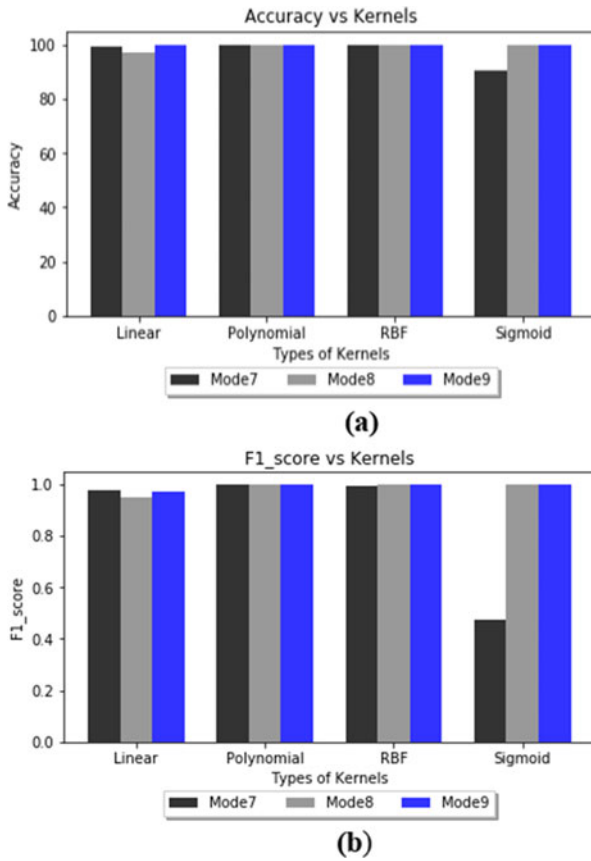 Accuracy vs Kernels
100
80
60
40
20
0
Accuracy
Linear Polynomial RBF Sigmoid
Types of Kernels
Mode7 Mode8 Mode9
(a)
F1_score vs Kernels
1.0
0.8
0.6
0.4
0.2
0.0
F1_score
Linear Polynomial RBF Sigmoid
Types of Kernels
Mode7 Mode8 Mode9
(b)